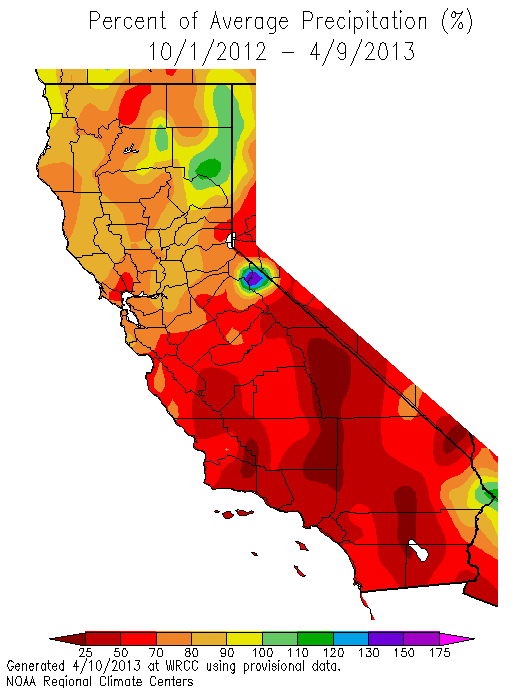 Percent of Average Precipitation (%)
10/1/2012 – 4/9/2013
25 50 70 80 90 100 110 120 130 150 175
Generated 4/10/2013 at WRCC using provisional data.
NOAA Regional Climate Centers